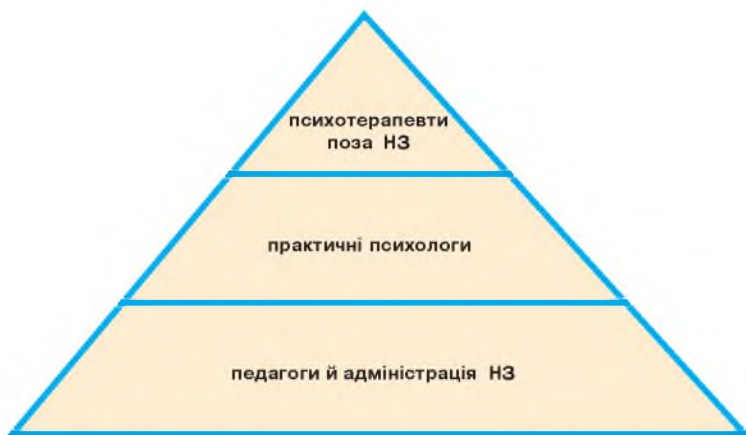 психотерапевти
поза НЗ
практичні психологи
педагоги й адміністрація НЗ